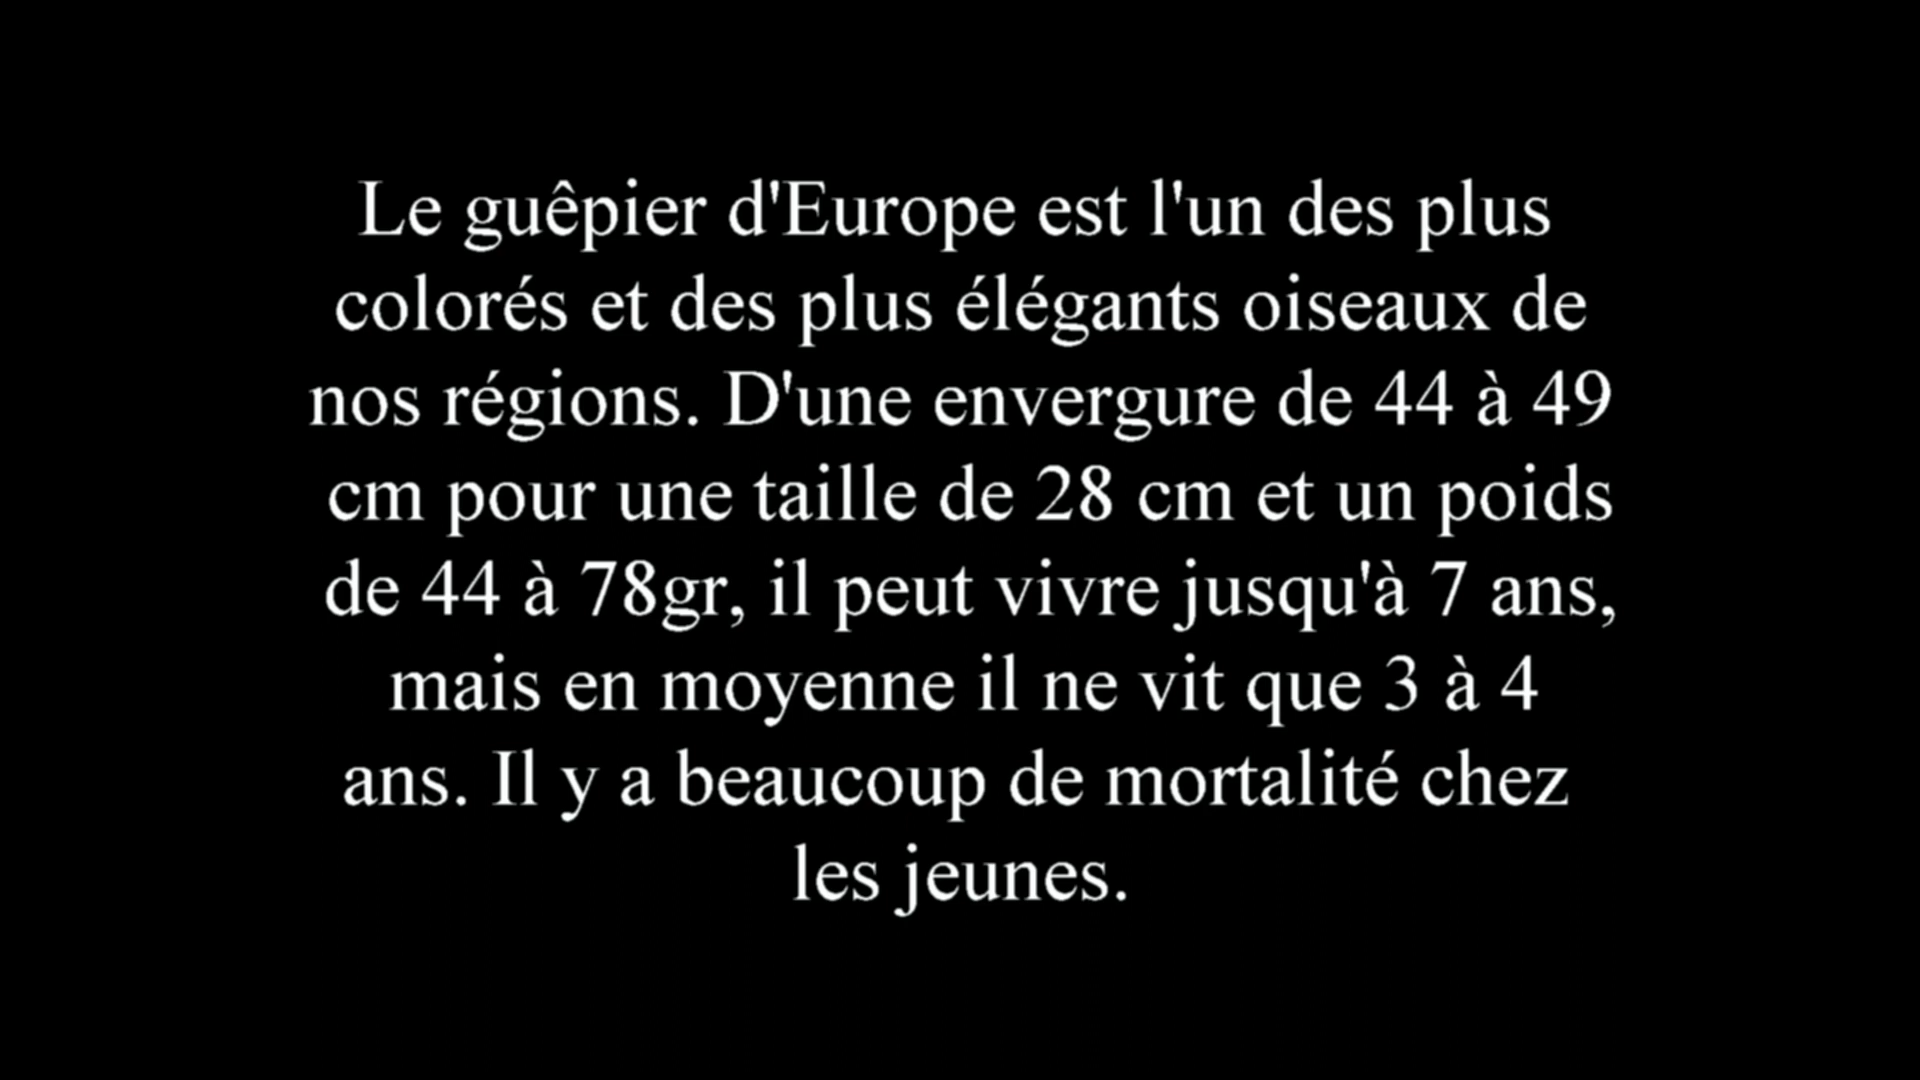 Le guêpier d'Europe est l'un des plus
colorés et des plus élégants oiseaux de
nos régions. D'une envergure de 44 à 49
cm pour une taille de 28 cm et un poids
de 44 à 78gr, il peut vivre jusqu'à 7 ans,
mais en moyenne il ne vit que 3 à 4
ans. Il y a beaucoup de mortalité chez
les jeunes.